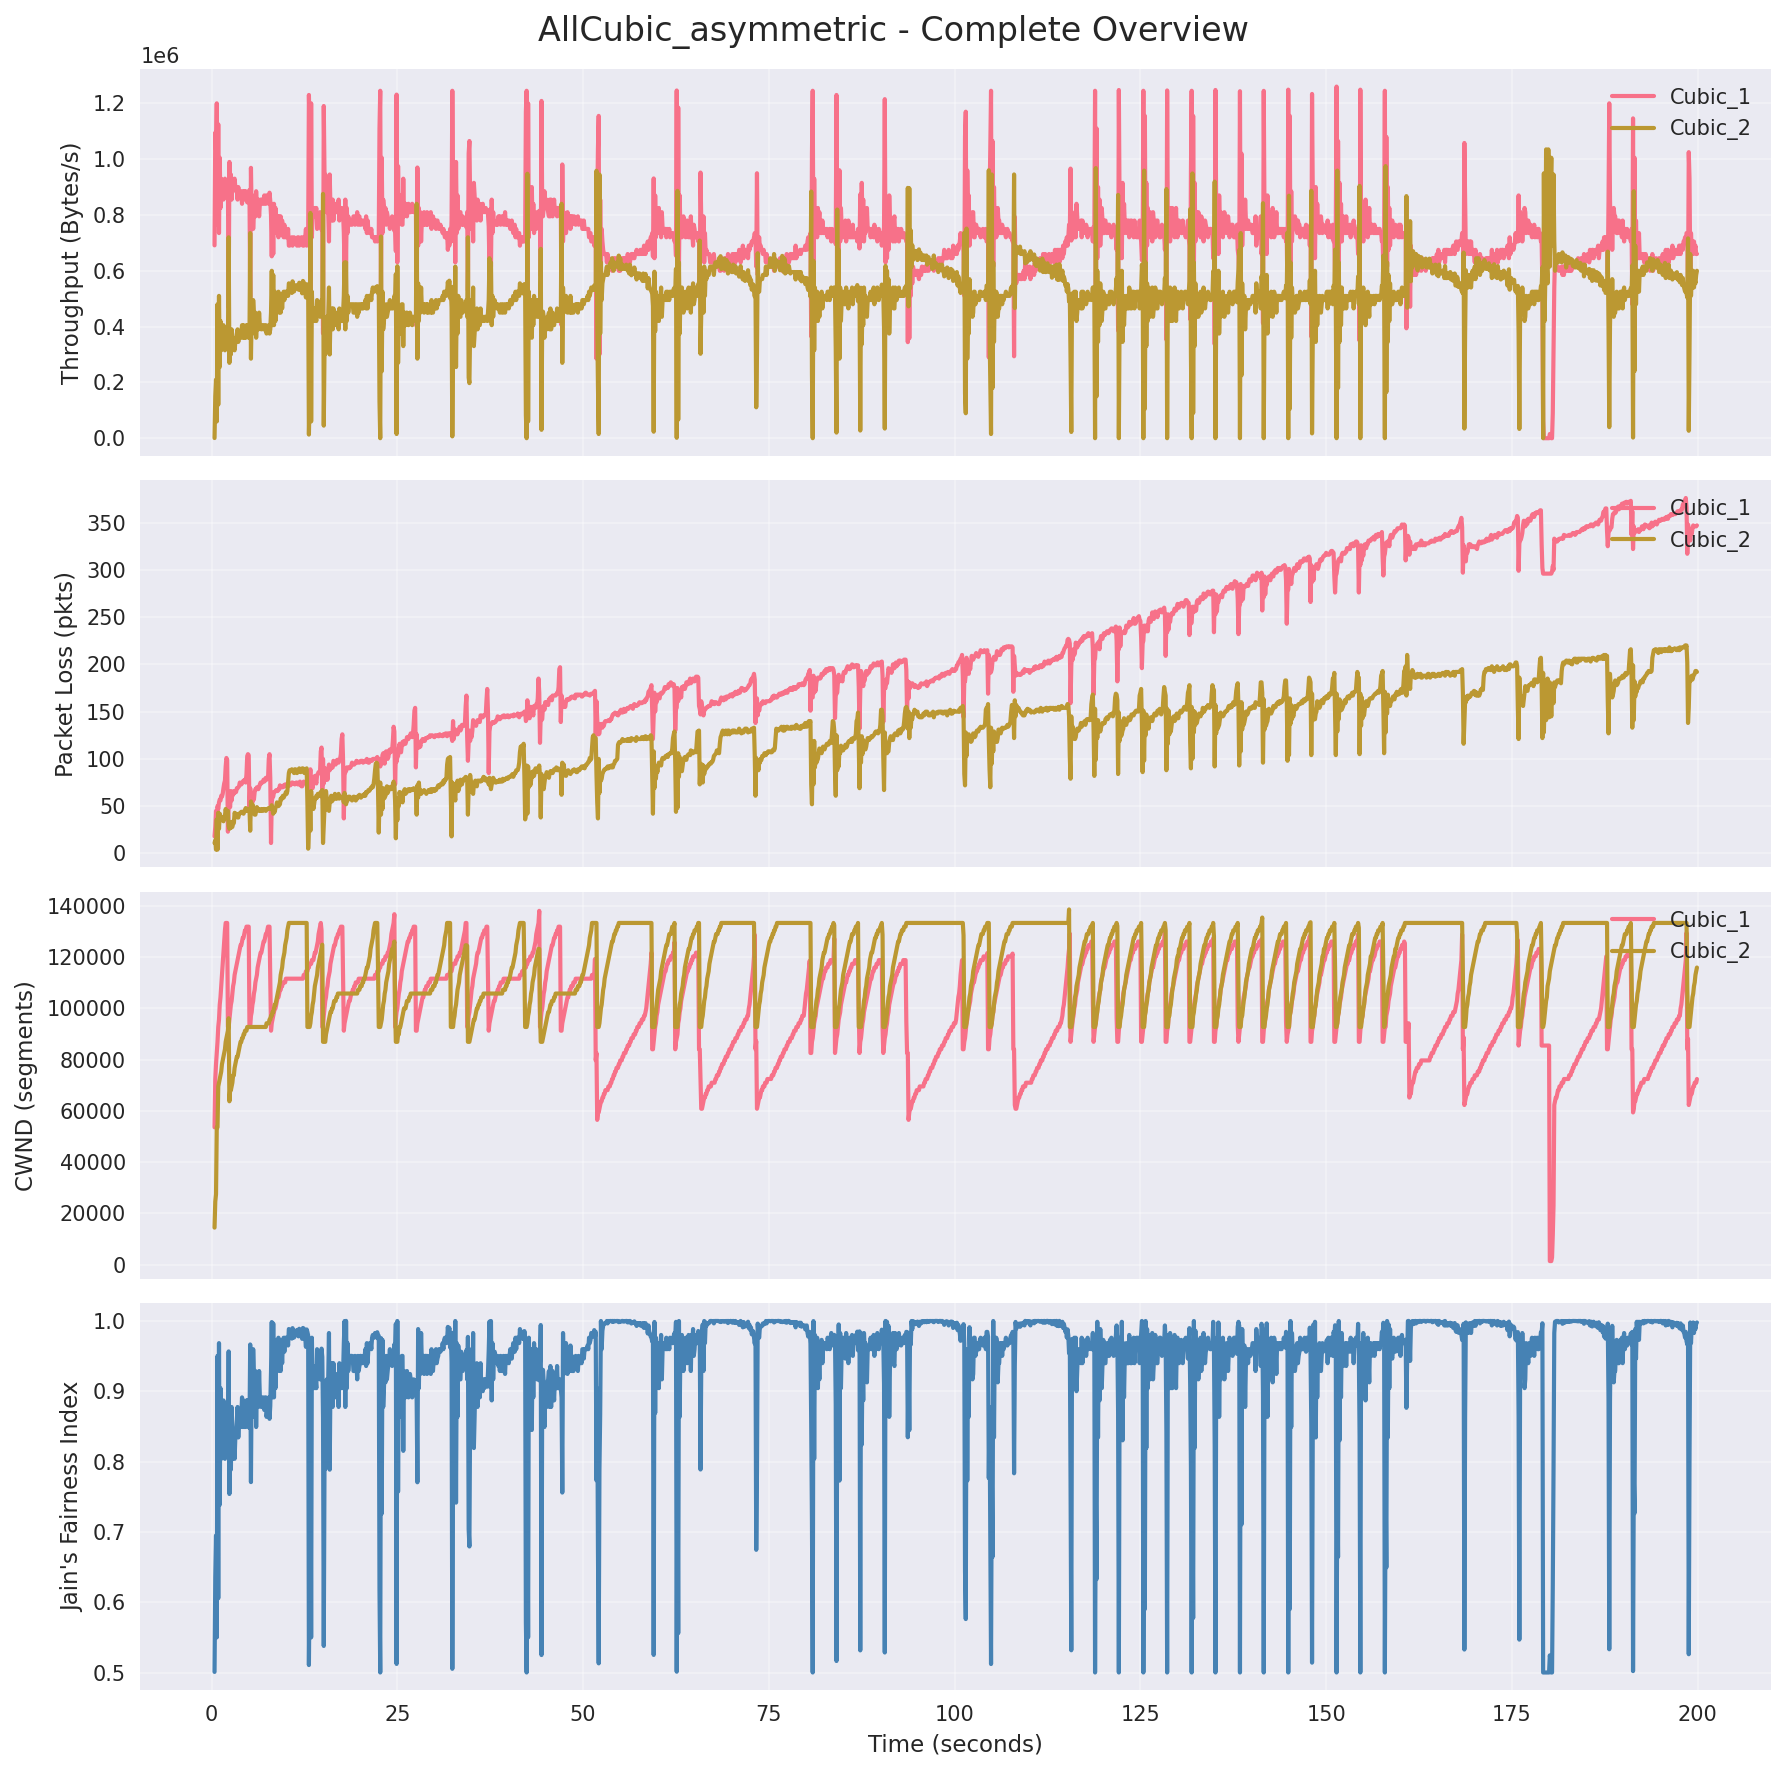 AllCubic_asymmetric - Complete Overview
1e6
Throughput (Bytes/s)
1.2
1.0
0.8
0.6
0.4
0.2
0.0
Cubic_1
Cubic_2
Packet Loss (pkts)
350
300
250
200
150
100
50
0
Cubic_1
Cubic_2
CWND (segments)
140000
120000
100000
80000
60000
40000
20000
0
Cubic_1
Cubic_2
Jain's Fairness Index
1.0
0.9
0.8
0.7
0.6
0.5
0 25 50 75 100 125 150 175 200
Time (seconds)